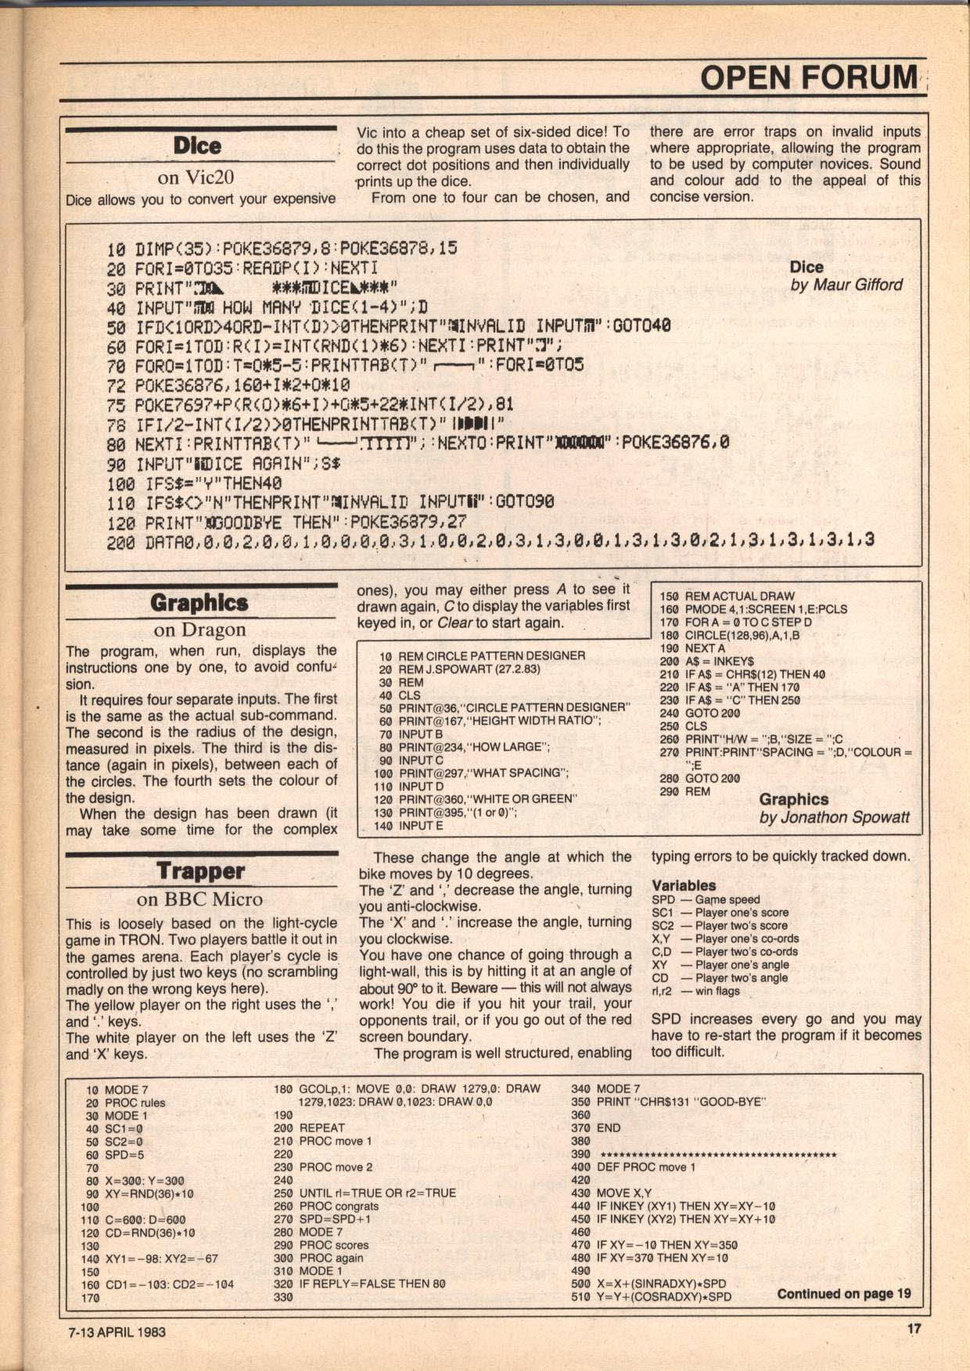 OPEN FORUM
Dice
on Vic20
Dice allows you to convert your expensive
Vic into a cheap set of six-sided dice! To
do this the program uses data to obtain the
correct dot positions and then individually
prints up the dice.
From one to four can be chosen, and
there are error traps on invalid inputs
where appropriate, allowing the program
to be used by computer novices. Sound
and colour add to the appeal of this
concise version.
10 DIMP(35):POKE36879,8:POKE36878,15
20 FORI=0TO35:READP(I):NEXTI
30 PRINT" ***DICE***"
40 INPUT" HOW MANY DICE(1-4)";D
50 IFD<1ORD>4ORD-INT(D)>0THENPRINT"INVALID INPUT":GOTO40
60 FORI=1TOD:R(I)=INT(RND(1)*6):NEXTI:PRINT"";
70 FORO=1TOD:T=O*5-5:PRINTTAB(T)"":FORI=0TO5
72 POKE36876,160+I*2+O*10
75 POKE7697+P(R(O)*6+I)+O*5+22*INT(I/2),81
78 IFI/2-INT(I/2)>0THENPRINTTAB(T)""
80 NEXTI:PRINTTAB(T)"";:NEXTO:PRINT"":POKE36876,0
90 INPUT"DICE AGAIN";S$
100 IFS$="Y"THEN40
110 IFS$<>"N"THENPRINT"INVALID INPUT":GOTO90
120 PRINT"GOODBYE THEN":POKE36879,27
200 DATA0,0,0,2,0,0,1,0,0,0,0,3,1,0,0,2,0,3,1,3,0,0,1,3,1,3,0,2,1,3,1,3,1,3,1,3
Dice
by Maur Gifford
Graphics
on Dragon
The program, when run, displays the
instructions one by one, to avoid confu-
sion.
It requires four separate inputs. The first
is the same as the actual sub-command.
The second is the radius of the design,
measured in pixels. The third is the dis-
tance (again in pixels), between each of
the circles. The fourth sets the colour of
the design.
When the design has been drawn (it
may take some time for the complex
ones), you may either press A to see it
drawn again, C to display the variables first
keyed in, or Clear to start again.
10 REM CIRCLE PATTERN DESIGNER
20 REM J.SPOWART (27.2.83)
30 REM
40 CLS
50 PRINT@36,"CIRCLE PATTERN DESIGNER"
60 PRINT@167,"HEIGHT WIDTH RATIO";
70 INPUT B
80 PRINT@234,"HOW LARGE";
90 INPUT C
100 PRINT@297,"WHAT SPACING";
110 INPUT D
120 PRINT@360,"WHITE OR GREEN"
130 PRINT@395,"(1 or 0)";
140 INPUT E
150 REM ACTUAL DRAW
160 PMODE 4,1:SCREEN 1,E:PCLS
170 FOR A = 0 TO C STEP D
180 CIRCLE(128,96),A,1,B
190 NEXT A
200 A$ = INKEY$
210 IF A$ = CHR$(12) THEN 40
220 IF A$ = "A" THEN 170
230 IF A$ = "C" THEN 250
240 GOTO 200
250 CLS
260 PRINT"H/W = ";B,"SIZE = ";C
270 PRINT:PRINT"SPACING = ";D,"COLOUR =
";E
280 GOTO 200
290 REM
Graphics
by Jonathon Spowatt
Trapper
on BBC Micro
This is loosely based on the light-cycle
game in TRON. Two players battle it out in
the games arena. Each player's cycle is
controlled by just two keys (no scrambling
madly on the wrong keys here).
The yellow player on the right uses the ','
and '.' keys.
The white player on the left uses the 'Z'
and 'X' keys.
These change the angle at which the
bike moves by 10 degrees.
The 'Z' and ',' decrease the angle, turning
you anti-clockwise.
The 'X' and '.' increase the angle, turning
you clockwise.
You have one chance of going through a
light-wall, this is by hitting it at an angle of
about 90° to it. Beware — this will not always
work! You die if you hit your trail, your
opponents trail, or if you go out of the red
screen boundary.
The program is well structured, enabling
typing errors to be quickly tracked down.
Variables
SPD — Game speed
SC1 — Player one's score
SC2 — Player two's score
X,Y — Player one's co-ords
C,D — Player two's co-ords
XY — Player one's angle
CD — Player two's angle
rl,r2 — win flags
SPD increases every go and you may
have to re-start the program if it becomes
too difficult.
10 MODE 7
20 PROC rules
30 MODE 1
40 SC1=0
50 SC2=0
60 SPD=5
70
80 X=300: Y=300
90 XY=RND(36)*10
100
110 C=600: D=600
120 CD=RND(36)*10
130
140 XY1=-98: XY2=-67
150
160 CD1=-103: CD2=-104
170
180 GCOLp,1: MOVE 0,0: DRAW 1279,0: DRAW
1279,1023: DRAW 0,1023: DRAW 0,0
190
200 REPEAT
210 PROC move 1
220
230 PROC move 2
240
250 UNTIL rl=TRUE OR r2=TRUE
260 PROC congrats
270 SPD=SPD+1
280 MODE 7
290 PROC scores
300 PROC again
310 MODE 1
320 IF REPLY=FALSE THEN 80
330
340 MODE 7
350 PRINT "CHR$131 "GOOD-BYE"
360
370 END
380
390 **************************************
400 DEF PROC move 1
420
430 MOVE X,Y
440 IF INKEY (XY1) THEN XY=XY-10
450 IF INKEY (XY2) THEN XY=XY+10
460
470 IF XY=-10 THEN XY=350
480 IF XY=370 THEN XY=10
490
500 X=X+(SINRADXY)*SPD
510 Y=Y+(COSRADXY)*SPD
Continued on page 19
7-13 APRIL 1983
17